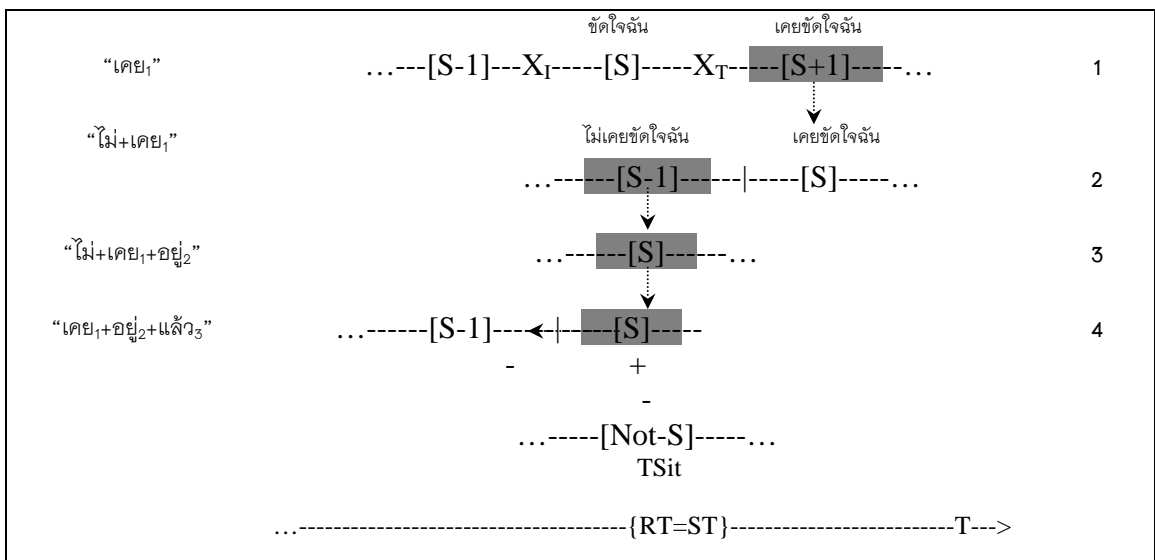 ขัดใจฉัน เคยขัดใจฉัน
“เคย₁” …---[S-1]---X_I-----[S]-----X_T-----[S+1]-----… 1
“ไม่+เคย₁” ไม่เคยขัดใจฉัน เคยขัดใจฉัน
…------[S-1]------|-----[S]-----… 2
“ไม่+เคย₁+อยู่₂” …------[S]------… 3
“เคย₁+อยู่₂+แล้ว₃” …------[S-1]----◄-|------[S]----- 4
- +
-
…-----[Not-S]-----…
TSit
…--------------------------------------{RT=ST}--------------------------T--->